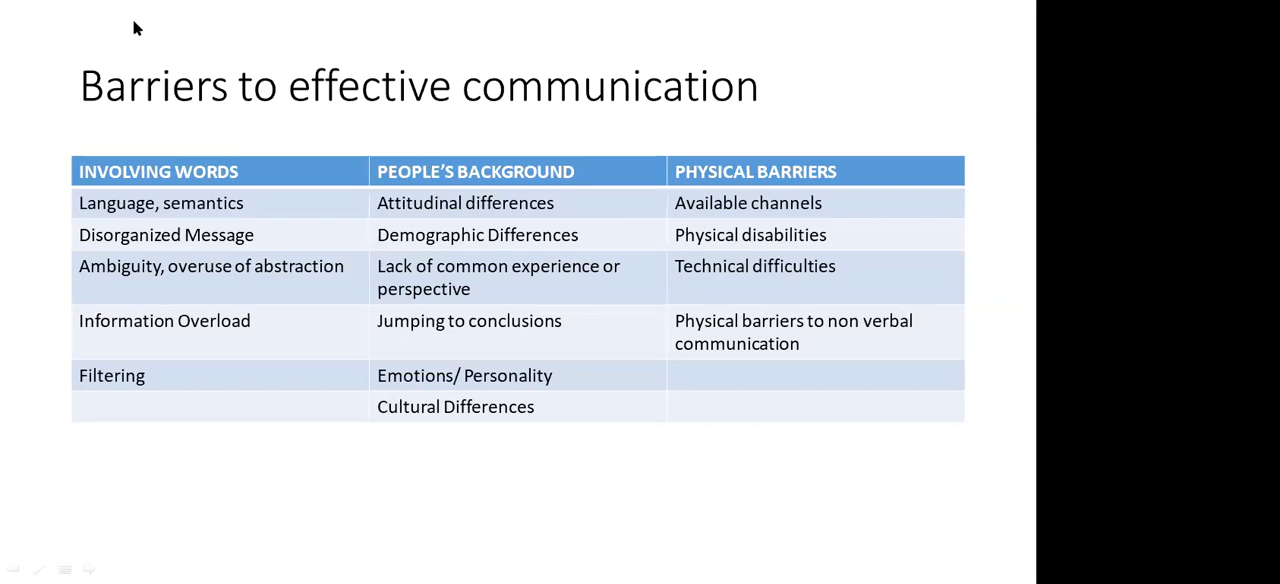 Barriers to effective communication
INVOLVING WORDS PEOPLE'S BACKGROUND PHYSICAL BARRIERS
Language, semantics Attitudinal differences Available channels
Disorganized Message Demographic Differences Physical disabilities
Ambiguity, overuse of abstraction Lack of common experience or Technical difficulties
perspective
Information Overload Jumping to conclusions Physical barriers to non verbal
communication
Filtering Emotions/ Personality
Cultural Differences